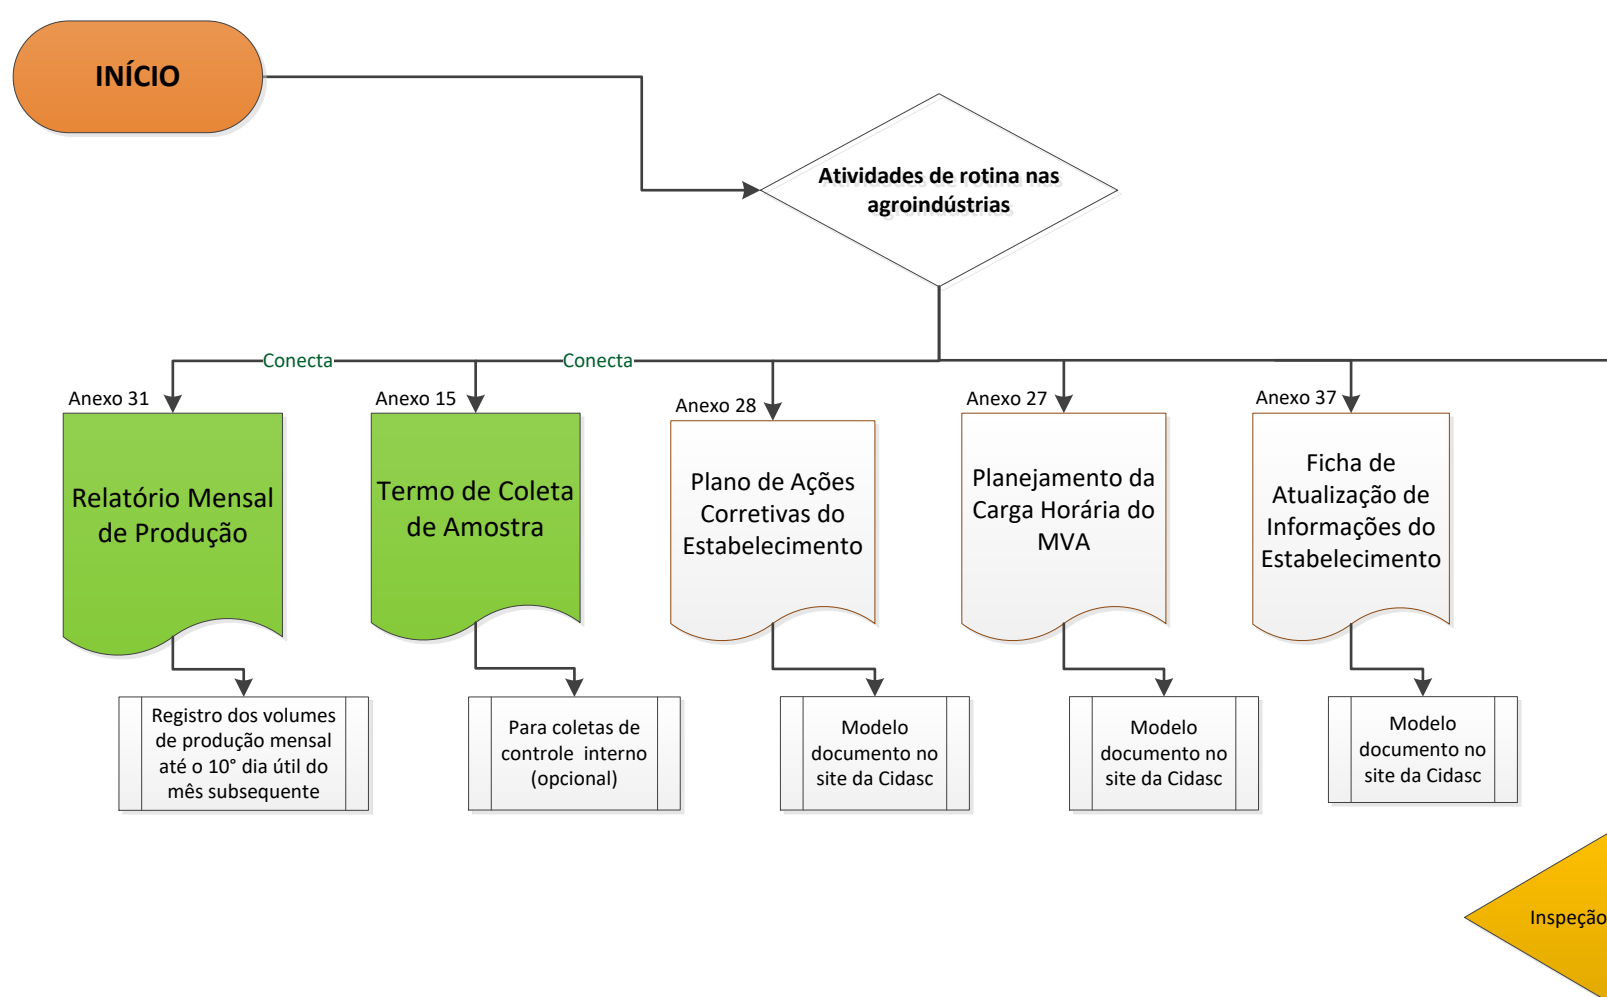 INÍCIO
Atividades de rotina nas
agroindústrias
Conecta
Conecta
Anexo 31
Anexo 15
Anexo 28
Anexo 27
Anexo 37
Relatório Mensal
de Produção
Termo de Coleta
de Amostra
Plano de Ações
Corretivas do
Estabelecimento
Planejamento da
Carga Horária do
MVA
Ficha de
Atualização de
Informações do
Estabelecimento
Registro dos volumes
de produção mensal
até o 10° dia útil do
mês subsequente
Para coletas de
controle interno
(opcional)
Modelo
documento no
site da Cidasc
Modelo
documento no
site da Cidasc
Modelo
documento no
site da Cidasc
Inspeção